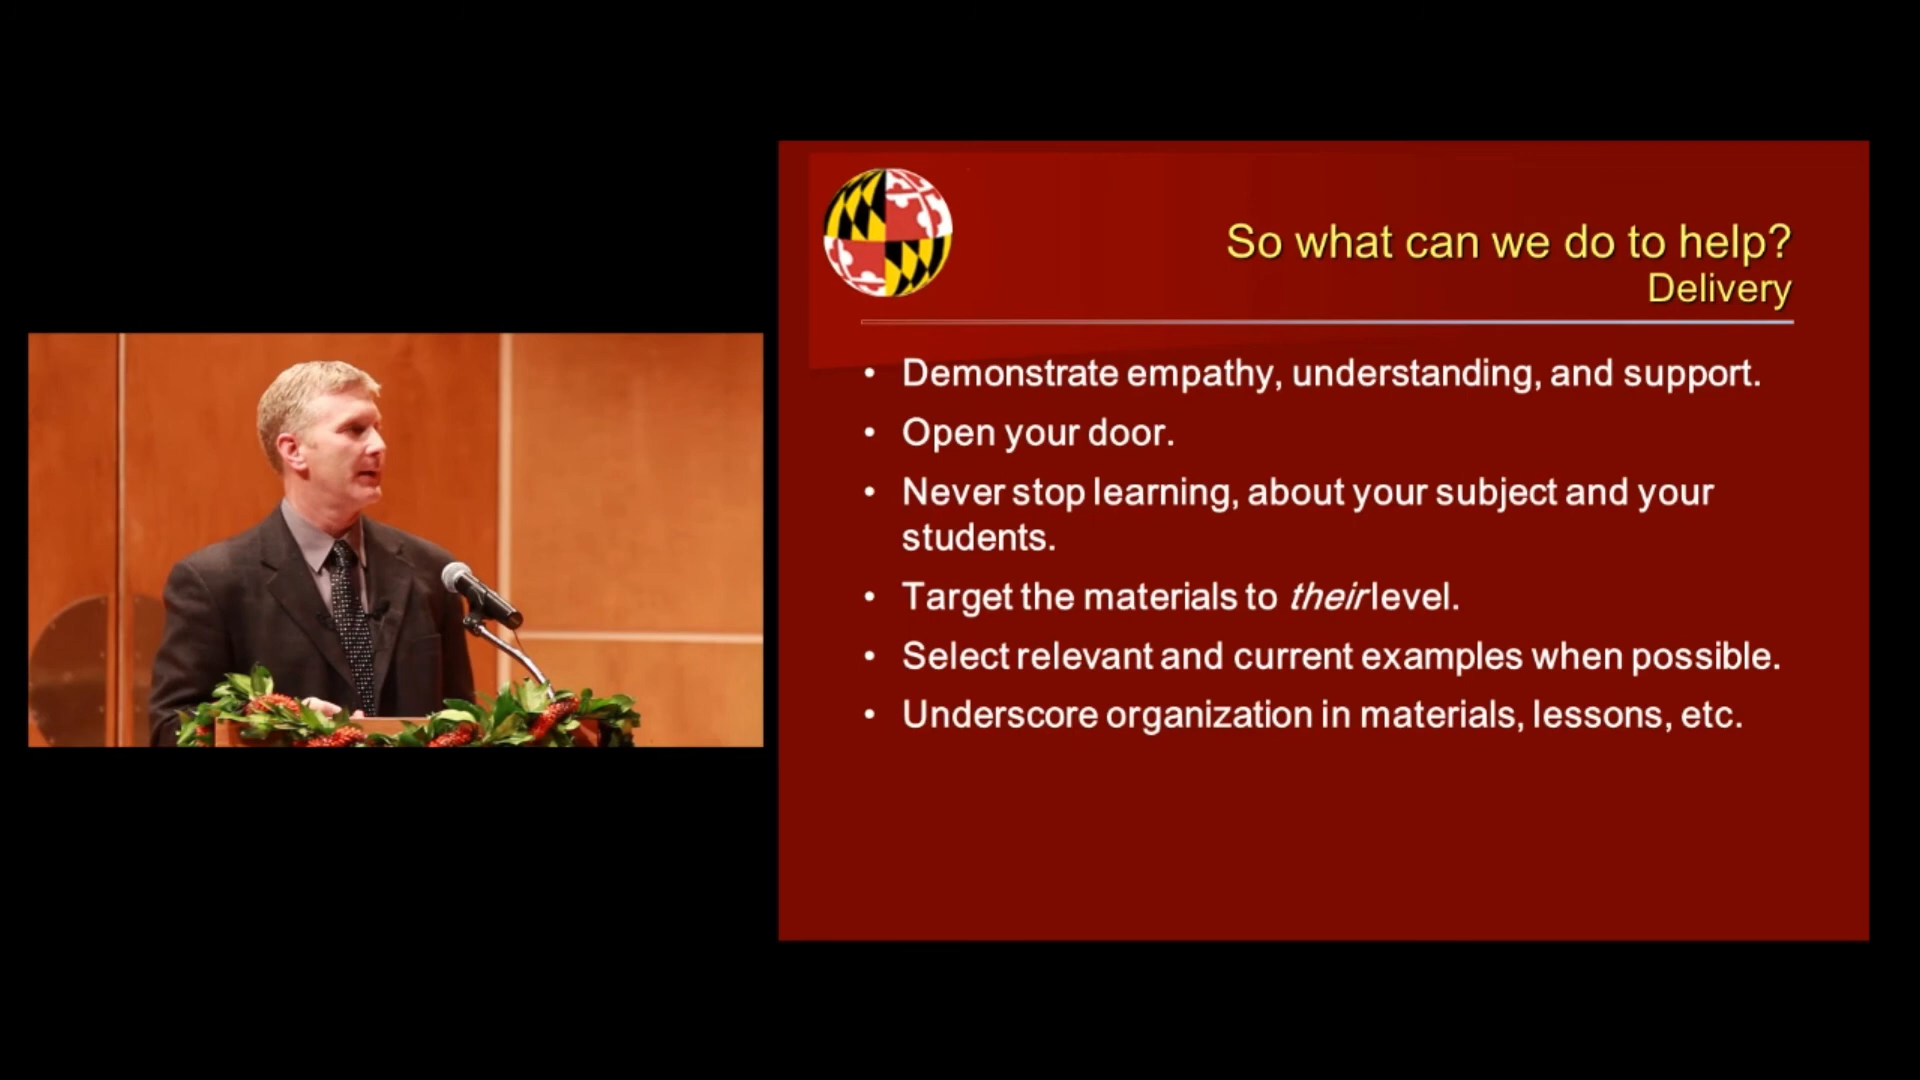 So what can we do to help?
Delivery
• Demonstrate empathy, understanding, and support.
• Open your door.
• Never stop learning, about your subject and your
students.
• Target the materials to their level.
• Select relevant and current examples when possible.
• Underscore organization in materials, lessons, etc.